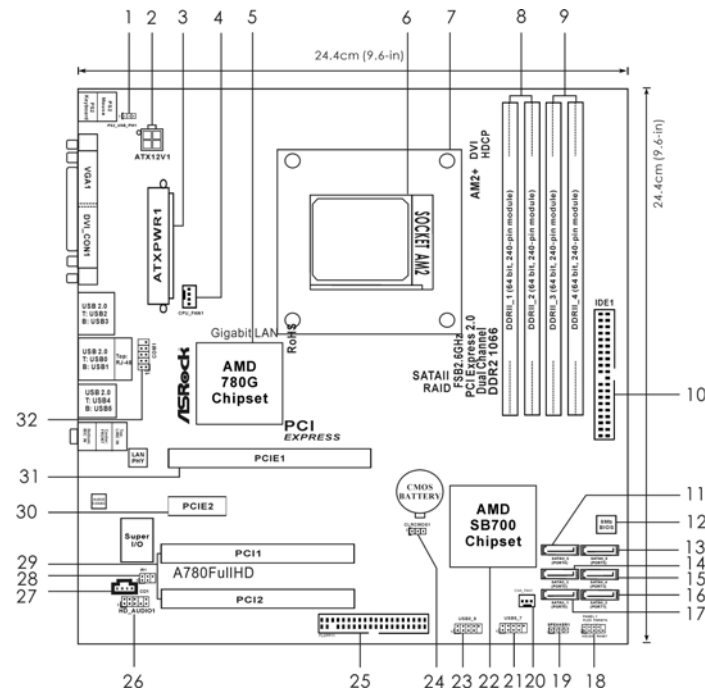 1 2 3 4 5 6 7 8 9
24.4cm (9.6-in)
PS2
Mouse
PS2
Keyboard
PS2_USB_PW1
ATX12V1
VGA1
DVI_CON1
ATXPWR1
CPU_FAN1
SOCKET AM2
AM2+
DVI
HDCP
DDRII_1 (64 bit, 240-pin module)
DDRII_2 (64 bit, 240-pin module)
DDRII_3 (64 bit, 240-pin module)
DDRII_4 (64 bit, 240-pin module)
24.4cm (9.6-in)
IDE1
USB 2.0
T: USB2
B: USB3
USB 2.0
T: USB0
B: USB1
Top:
RJ-45
COM1
USB 2.0
T: USB4
B: USB5
Gigabit LAN
RoHS
ASRock
AMD
780G
Chipset
SATAII
RAID
FSB2.6GHz
PCI Express 2.0
Dual Channel
DDR2 1066
10
32
PCI
EXPRESS
LAN
PHY
31
PCIE1
CMOS
BATTERY
CLRCMOS1
30
PCIE2
AMD
SB700
Chipset
11
12
8Mb
BIOS
13
14
15
16
17
Super
I/O
29
PCI1
28
A780FullHD
27
CD1
PCI2
HD_AUDIO1
USB8_9
USB6_7
SPEAKER1
PANEL1
26 25 24 23 22 21 20 19 18